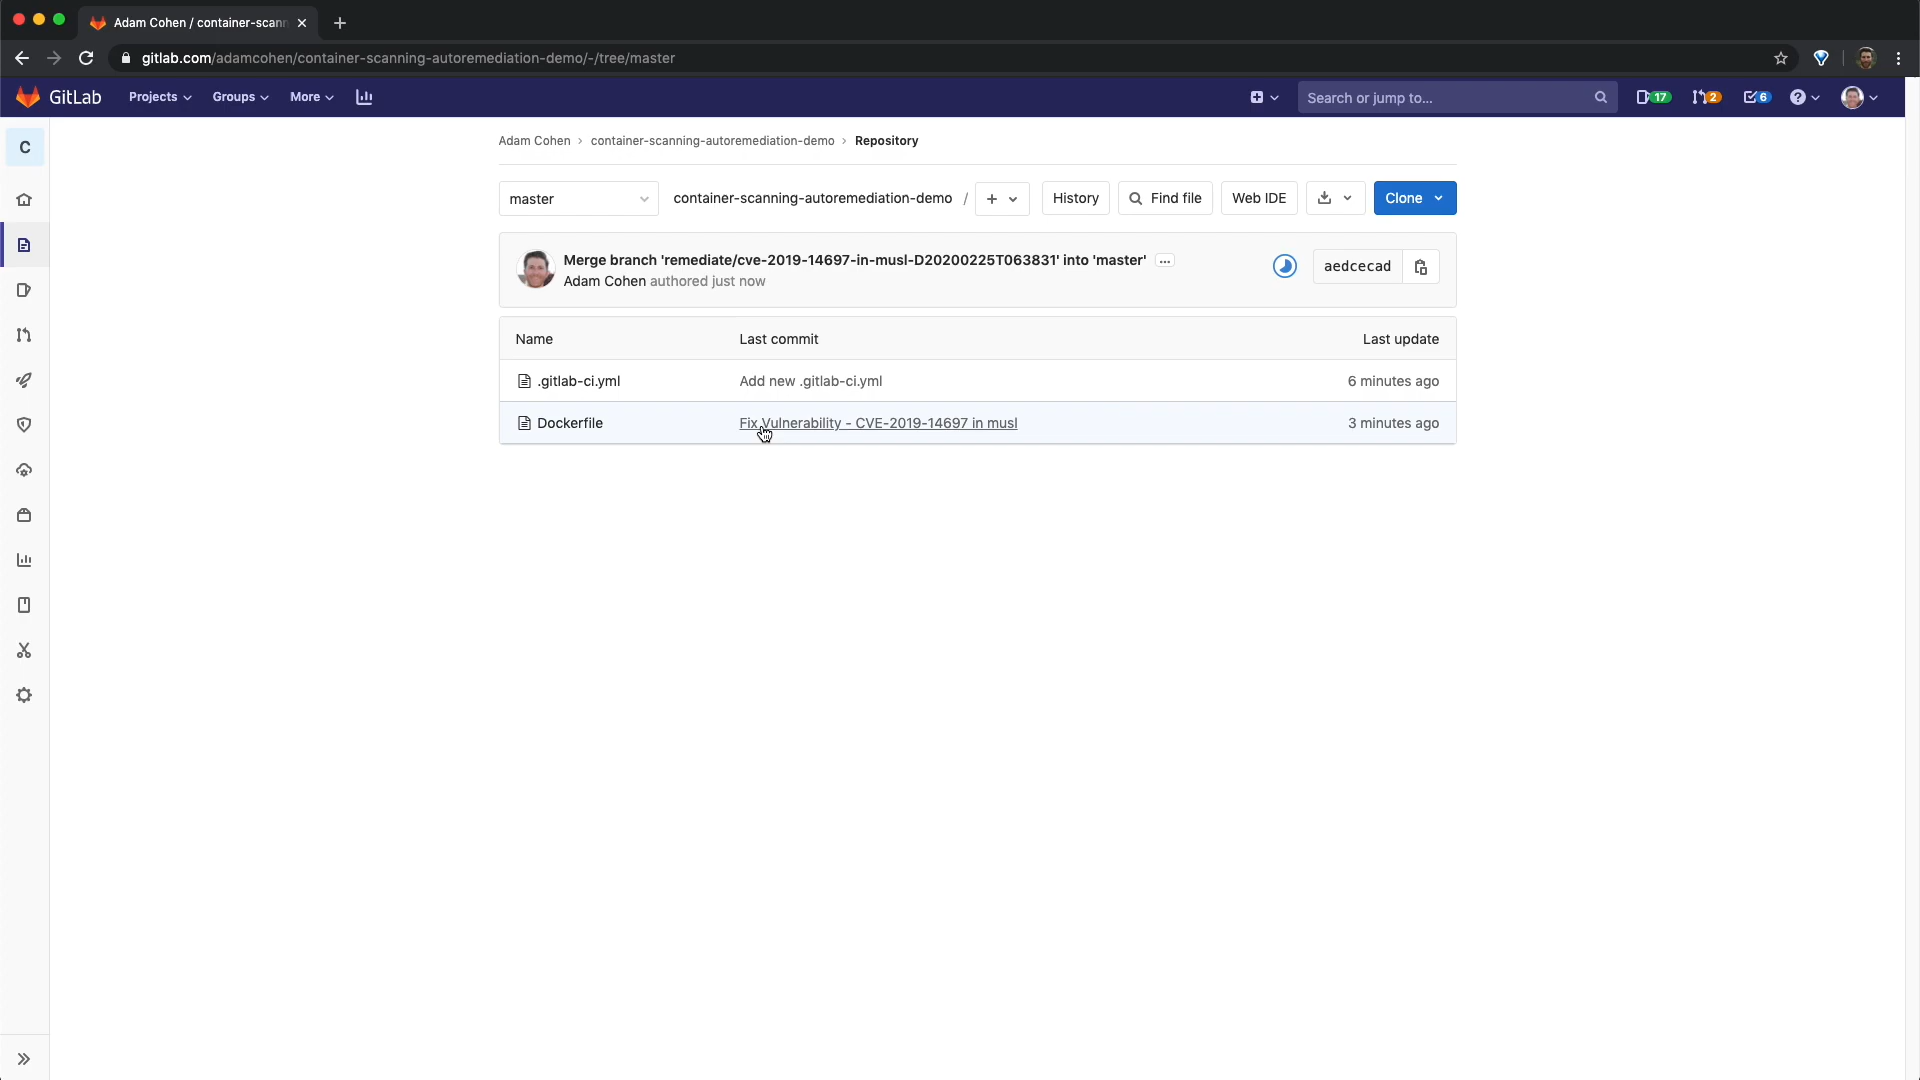 Adam Cohen / container-scann
gitlab.com/adamcohen/container-scanning-autoremediation-demo/-/tree/master
GitLab Projects Groups More Search or jump to... 17 2 6
C
Adam Cohen › container-scanning-autoremediation-demo › Repository
master container-scanning-autoremediation-demo / + History Find file Web IDE Clone
Merge branch 'remediate/cve-2019-14697-in-musl-D20200225T063831' into 'master' ...
Adam Cohen authored just now
aedcecad
Name Last commit Last update
.gitlab-ci.yml Add new .gitlab-ci.yml 6 minutes ago
Dockerfile Fix Vulnerability - CVE-2019-14697 in musl 3 minutes ago